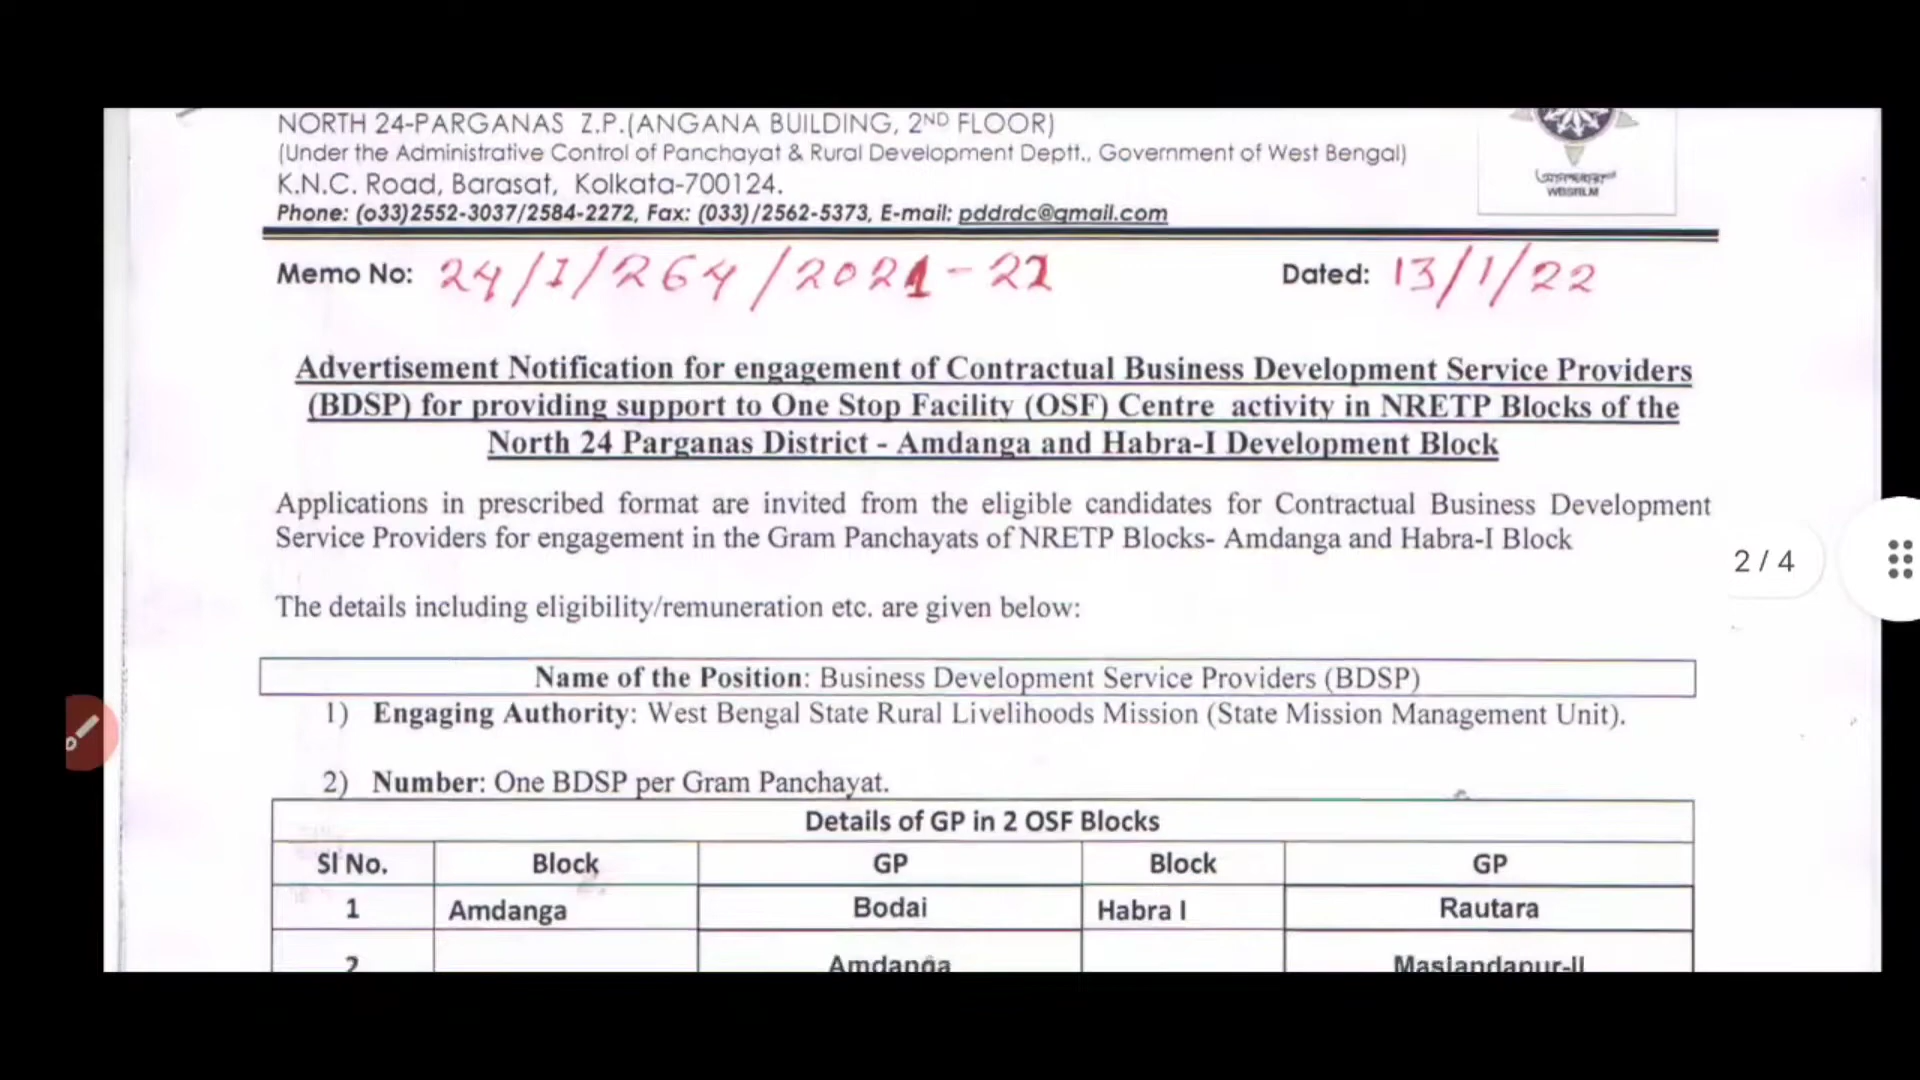 NORTH 24-PARGANAS Z.P.(ANGANA BUILDING, 2ND FLOOR)
(Under the Administrative Control of Panchayat & Rural Development Deptt., Government of West Bengal)
K.N.C. Road, Barasat, Kolkata-700124.
Phone: (o33)2552-3037/2584-2272, Fax: (033)/2562-5373, E-mail: pddrdc@gmail.com
WBSRLM
Memo No: 24/I/264/2021-22 Dated: 13/1/22
Advertisement Notification for engagement of Contractual Business Development Service Providers
(BDSP) for providing support to One Stop Facility (OSF) Centre activity in NRETP Blocks of the
North 24 Parganas District - Amdanga and Habra-I Development Block
Applications in prescribed format are invited from the eligible candidates for Contractual Business Development
Service Providers for engagement in the Gram Panchayats of NRETP Blocks- Amdanga and Habra-I Block
2 / 4
The details including eligibility/remuneration etc. are given below:
Name of the Position: Business Development Service Providers (BDSP)
1) Engaging Authority: West Bengal State Rural Livelihoods Mission (State Mission Management Unit).
2) Number: One BDSP per Gram Panchayat.
Details of GP in 2 OSF Blocks
Sl No. Block GP Block GP
1 Amdanga Bodai Habra I Rautara
2 Amdanga Maslandapur-II